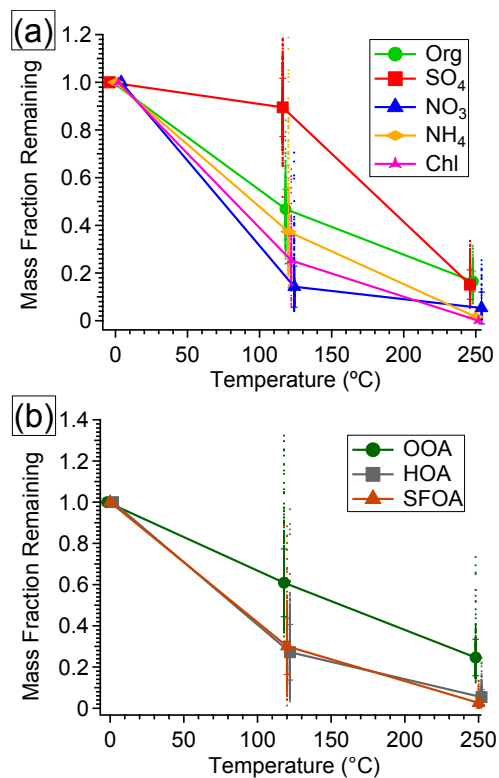 (a)
1.2
1.0
0.8
0.6
0.4
0.2
0
Mass Fraction Remaining
Org
SO4
NO3
NH4
Chl
0 50 100 150 200 250
Temperature (ºC)
(b)
1.4
1.2
1.0
0.8
0.6
0.4
0.2
0
Mass Fraction Remaining
OOA
HOA
SFOA
0 50 100 150 200 250
Temperature (°C)